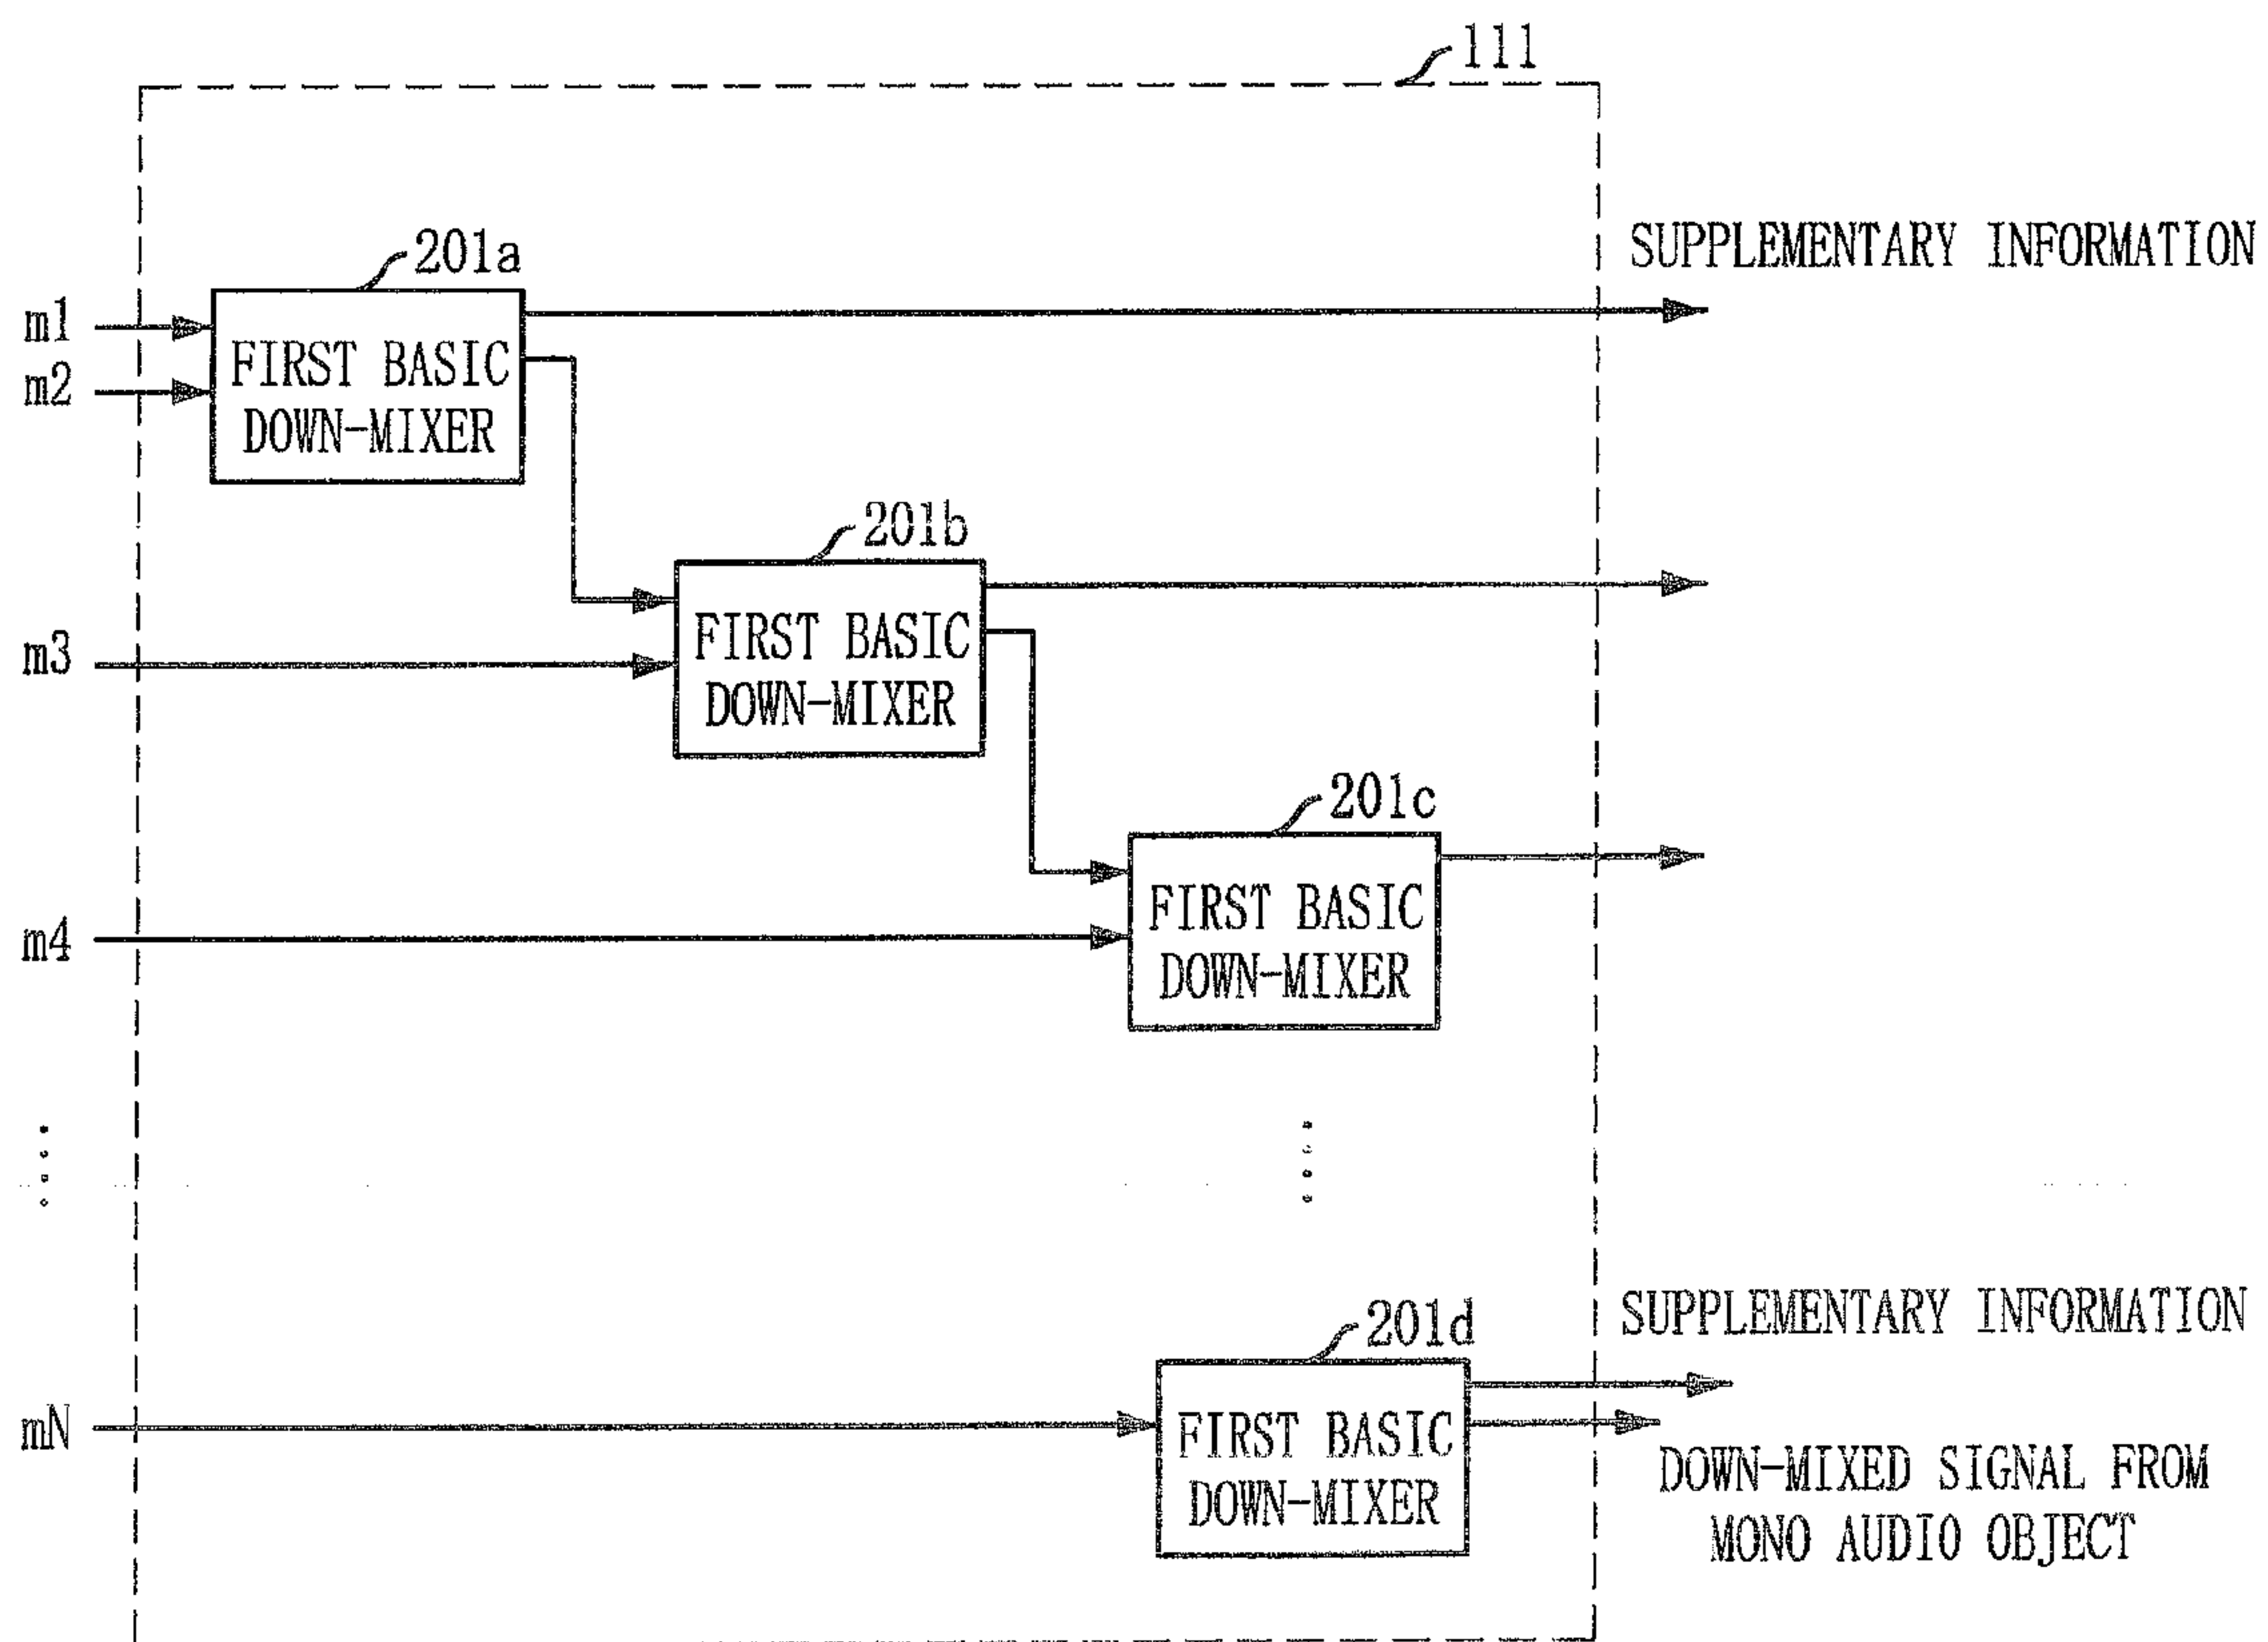 111
201a
SUPPLEMENTARY INFORMATION
m1
m2
FIRST BASIC
DOWN-MIXER
201b
m3
FIRST BASIC
DOWN-MIXER
201c
m4
FIRST BASIC
DOWN-MIXER
201d
SUPPLEMENTARY INFORMATION
mN
FIRST BASIC
DOWN-MIXER
DOWN-MIXED SIGNAL FROM
MONO AUDIO OBJECT